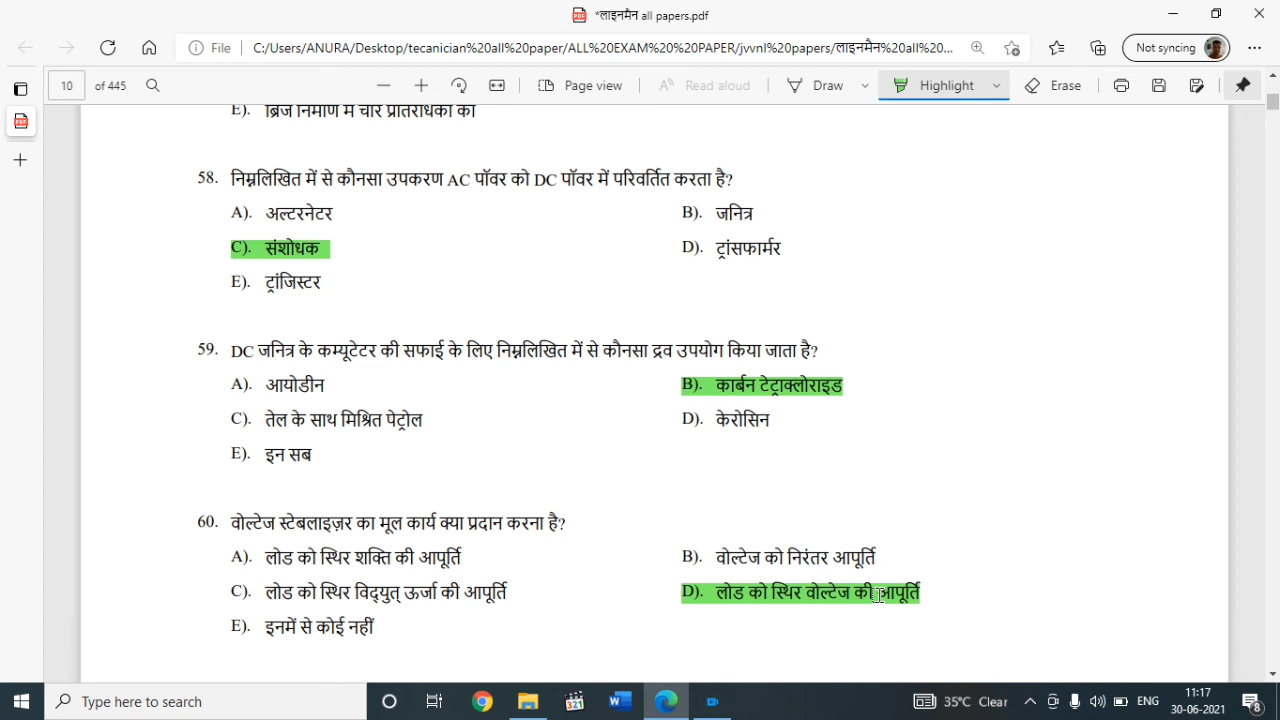 *लाइनमैन all papers.pdf
File C:/Users/ANURA/Desktop/tecanician%20all%20paper/ALL%20EXAM%20%20PAPER/jvvnl%20papers/लाइनमैन%20all%20... Not syncing
10 of 445 Page view Read aloud Draw Highlight Erase
E). ब्रिज निर्माण में चार प्रतिरोधकों का
58. निम्नलिखित में से कौनसा उपकरण AC पॉवर को DC पॉवर में परिवर्तित करता है?
A). अल्टरनेटर B). जनित्र
C). संशोधक D). ट्रांसफार्मर
E). ट्रांजिस्टर
59. DC जनित्र के कम्यूटेटर की सफाई के लिए निम्नलिखित में से कौनसा द्रव उपयोग किया जाता है?
A). आयोडीन B). कार्बन टेट्राक्लोराइड
C). तेल के साथ मिश्रित पेट्रोल D). केरोसिन
E). इन सब
60. वोल्टेज स्टेबलाइज़र का मूल कार्य क्या प्रदान करना है?
A). लोड को स्थिर शक्ति की आपूर्ति B). वोल्टेज को निरंतर आपूर्ति
C). लोड को स्थिर विद्युत् ऊर्जा की आपूर्ति D). लोड को स्थिर वोल्टेज की आपूर्ति
E). इनमें से कोई नहीं
Type here to search 321 35°C Clear ENG 11:17
30-06-2021 8